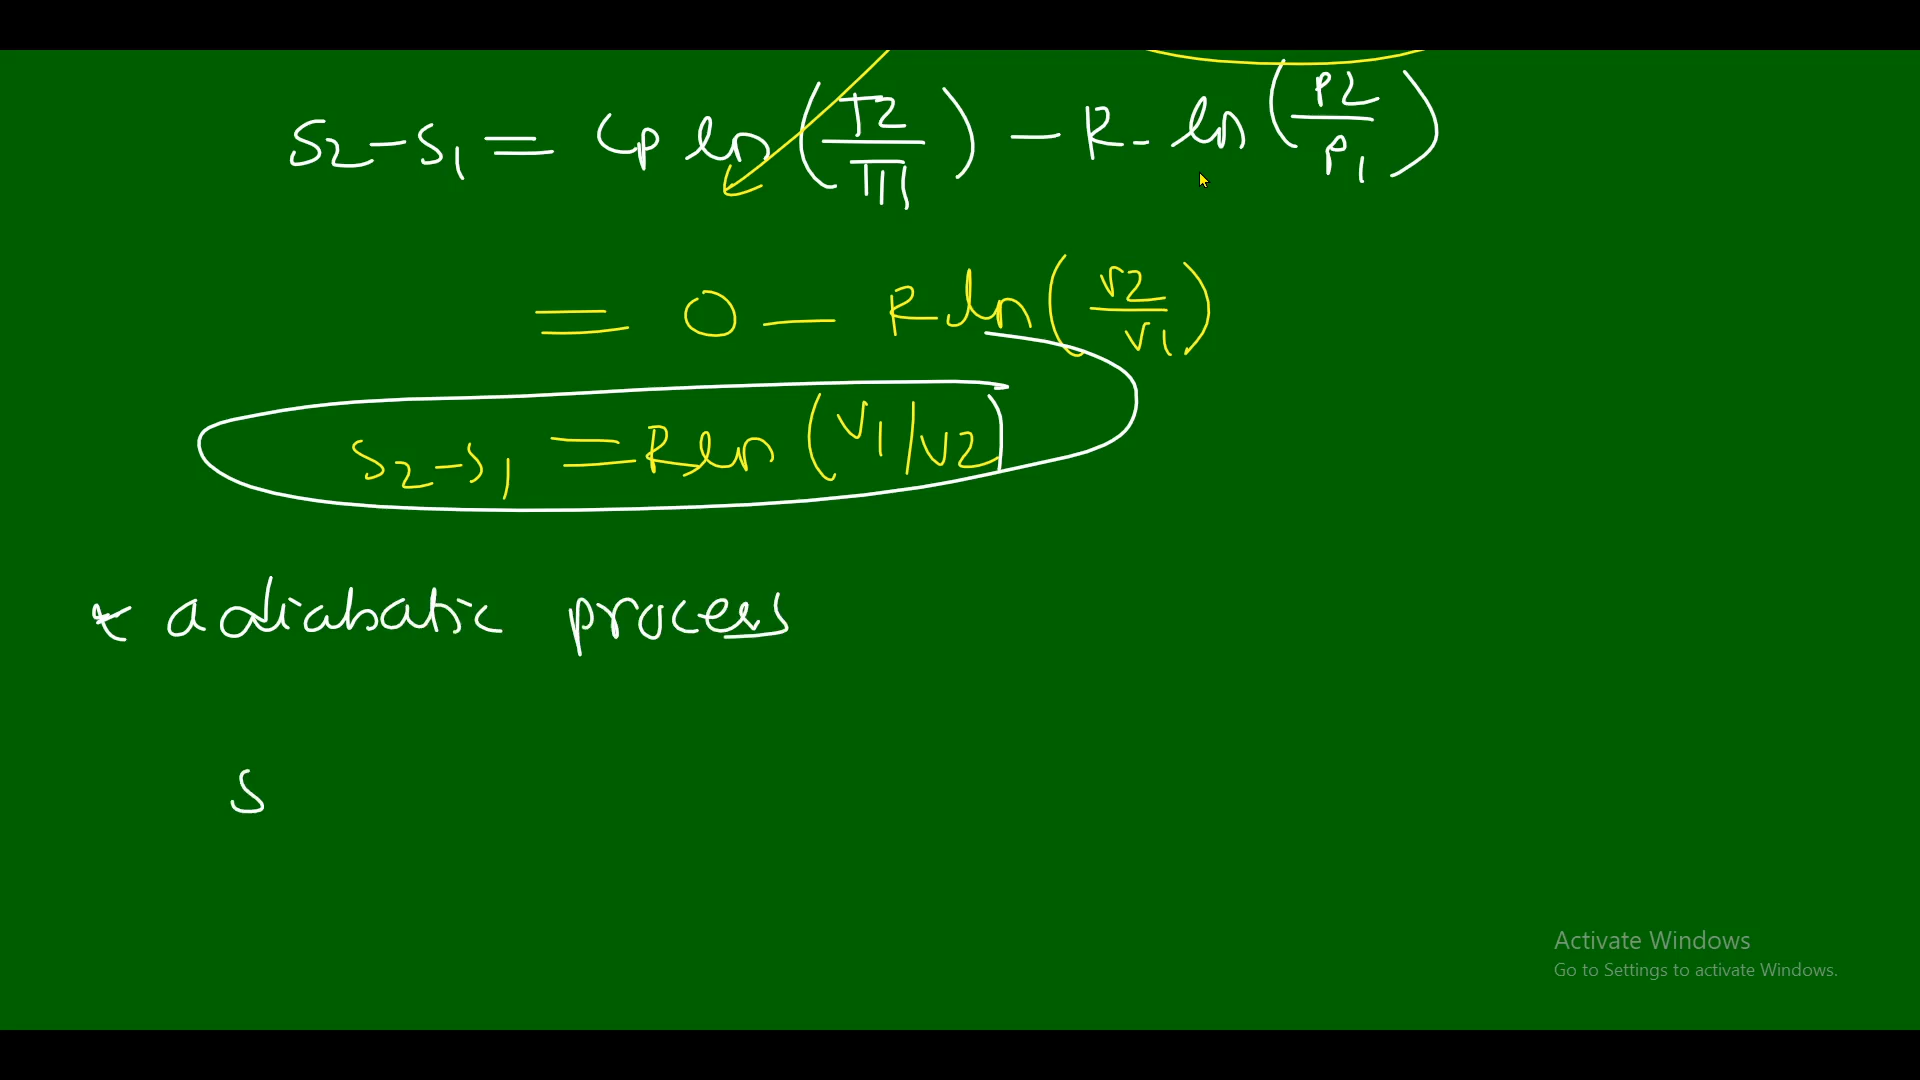 S2-S1 = Cp ln(T2/T1) - R. ln(P2/P1)
= 0 - R ln(V2/V1)
S2-S1 = R ln(V1/V2)
* adiabatic process
S
Activate Windows
Go to Settings to activate Windows.